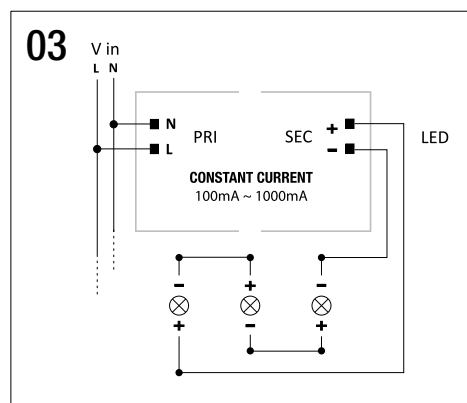 03
V in
L N
N PRI SEC + LED
L -
CONSTANT CURRENT
100mA ~ 1000mA
- + -
+ - +